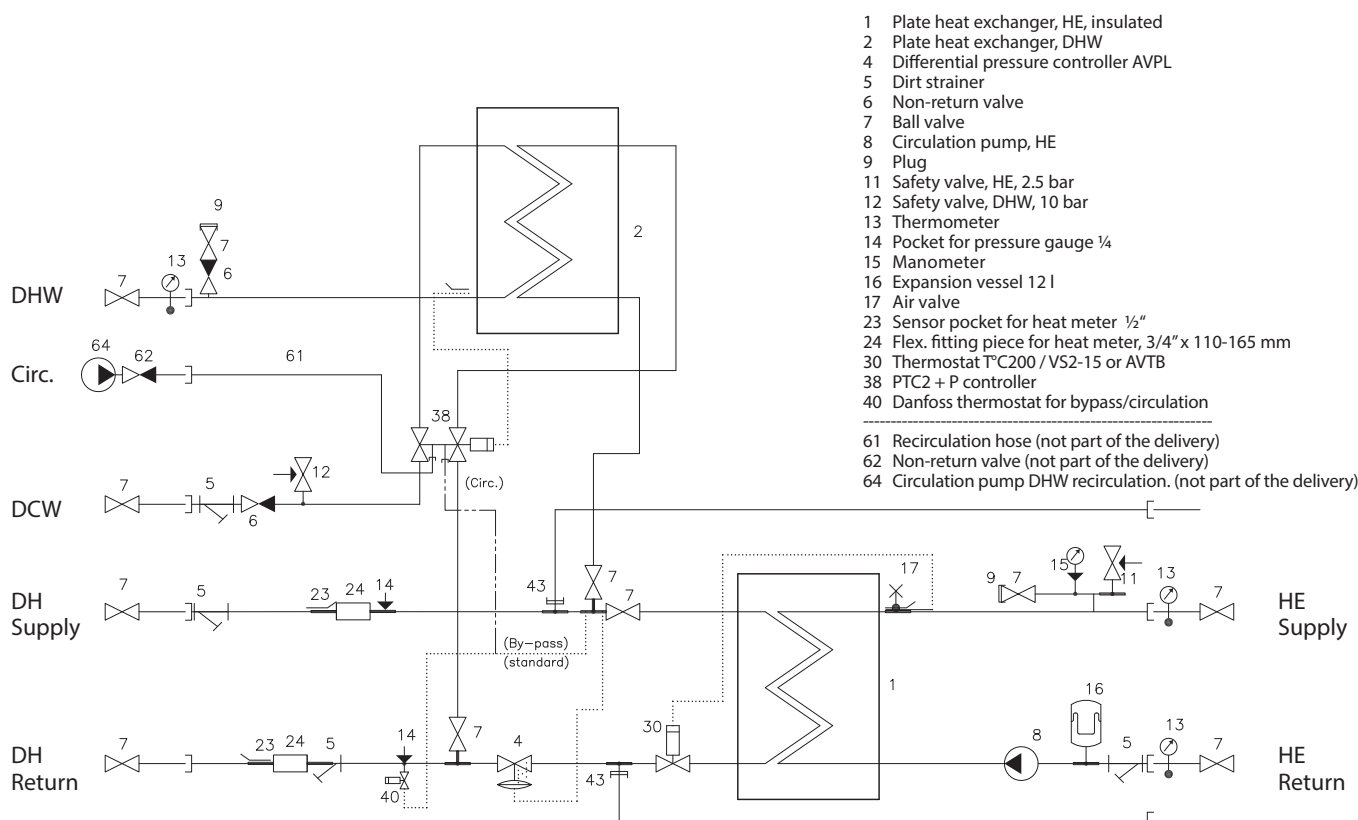 1 Plate heat exchanger, HE, insulated
2 Plate heat exchanger, DHW
4 Differential pressure controller AVPL
5 Dirt strainer
6 Non-return valve
7 Ball valve
8 Circulation pump, HE
9 Plug
11 Safety valve, HE, 2.5 bar
12 Safety valve, DHW, 10 bar
13 Thermometer
14 Pocket for pressure gauge ¼
15 Manometer
16 Expansion vessel 12 l
17 Air valve
23 Sensor pocket for heat meter ½“
24 Flex. fitting piece for heat meter, 3/4” x 110-165 mm
30 Thermostat T°C200 / VS2-15 or AVTB
38 PTC2 + P controller
40 Danfoss thermostat for bypass/circulation
------------------------------------------------------------
61 Recirculation hose (not part of the delivery)
62 Non-return valve (not part of the delivery)
64 Circulation pump DHW recirculation. (not part of the delivery)
9
7
2
13
6
7
DHW
64
62
61
Circ.
38
12
(Circ.)
7
5
DCW
6
7
5
23
24
14
43
7
17
9
7
15
11
13
7
DH
Supply
HE
Supply
(By-pass)
(standard)
1
7
23
24
5
14
7
4
30
16
8
5
13
7
40
43
DH
Return
HE
Return